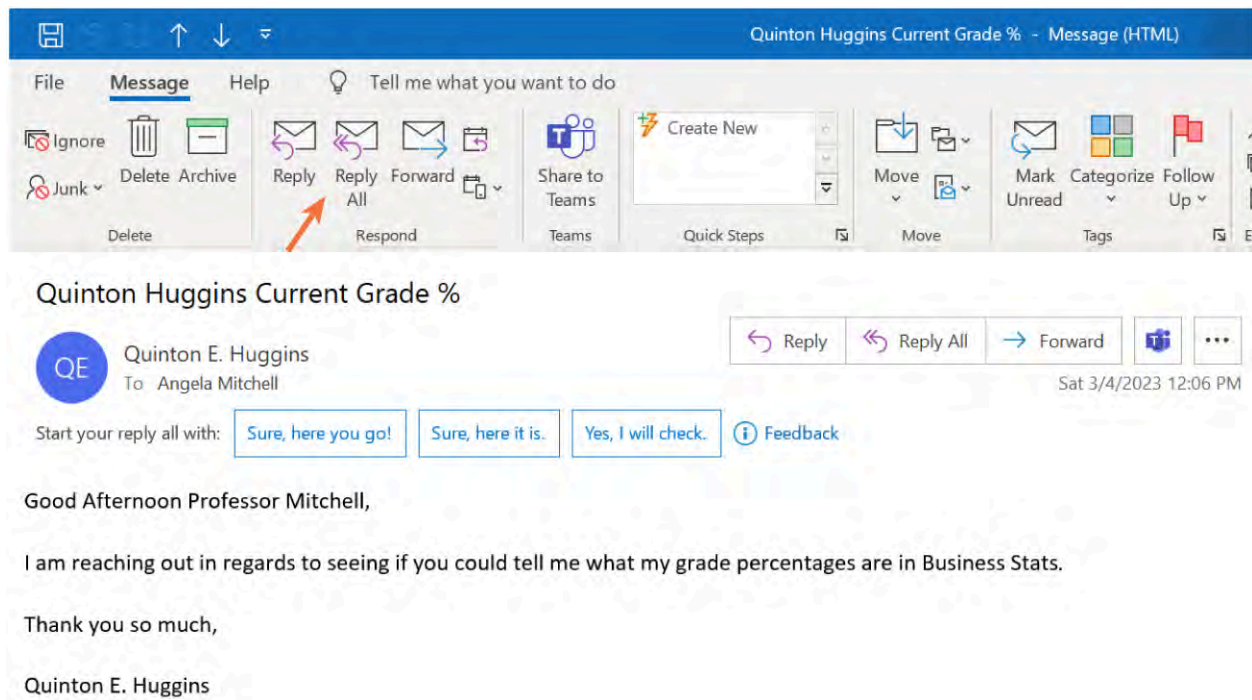 Quinton Huggins Current Grade % - Message (HTML)
File Message Help Tell me what you want to do
Ignore
Junk
Delete Archive
Reply
Reply All
Forward
Share to Teams
Create New
Move
Mark Unread
Categorize
Follow Up
Delete Respond Teams Quick Steps Move Tags
Quinton Huggins Current Grade %
QE
Quinton E. Huggins
To Angela Mitchell
Reply Reply All Forward
Sat 3/4/2023 12:06 PM
Start your reply all with: Sure, here you go! Sure, here it is. Yes, I will check. Feedback
Good Afternoon Professor Mitchell,
I am reaching out in regards to seeing if you could tell me what my grade percentages are in Business Stats.
Thank you so much,
Quinton E. Huggins